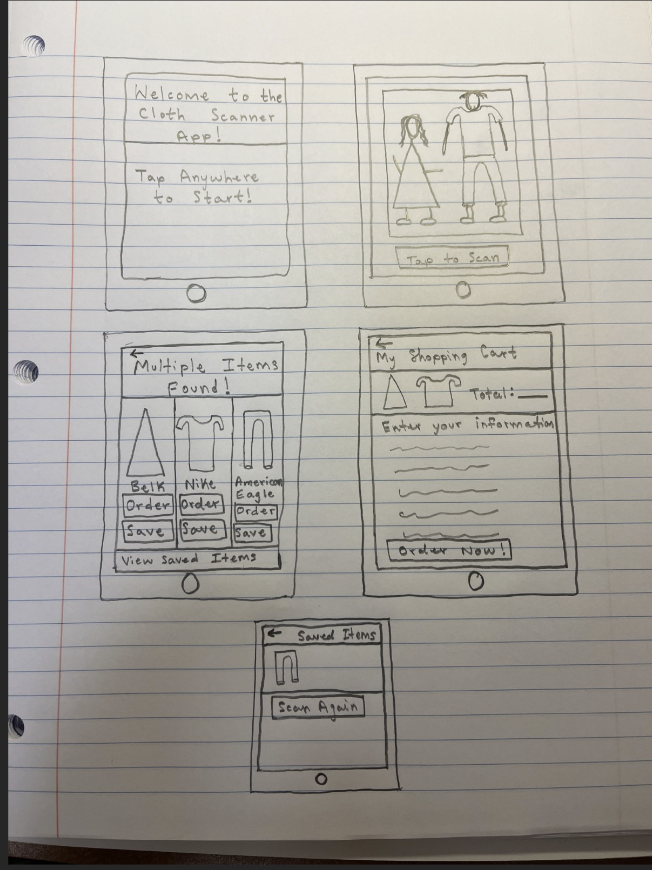 Welcome to the
Cloth Scanner
App!
Tap Anywhere
to Start!
Tap to Scan
←
Multiple Items
Found!
Belk
Order
Save
Nike
Order
Save
American
Eagle
Order
Save
View Saved Items
←
My Shopping Cart
Total:___
Enter your information
Order Now!
← Saved Items
Scan Again